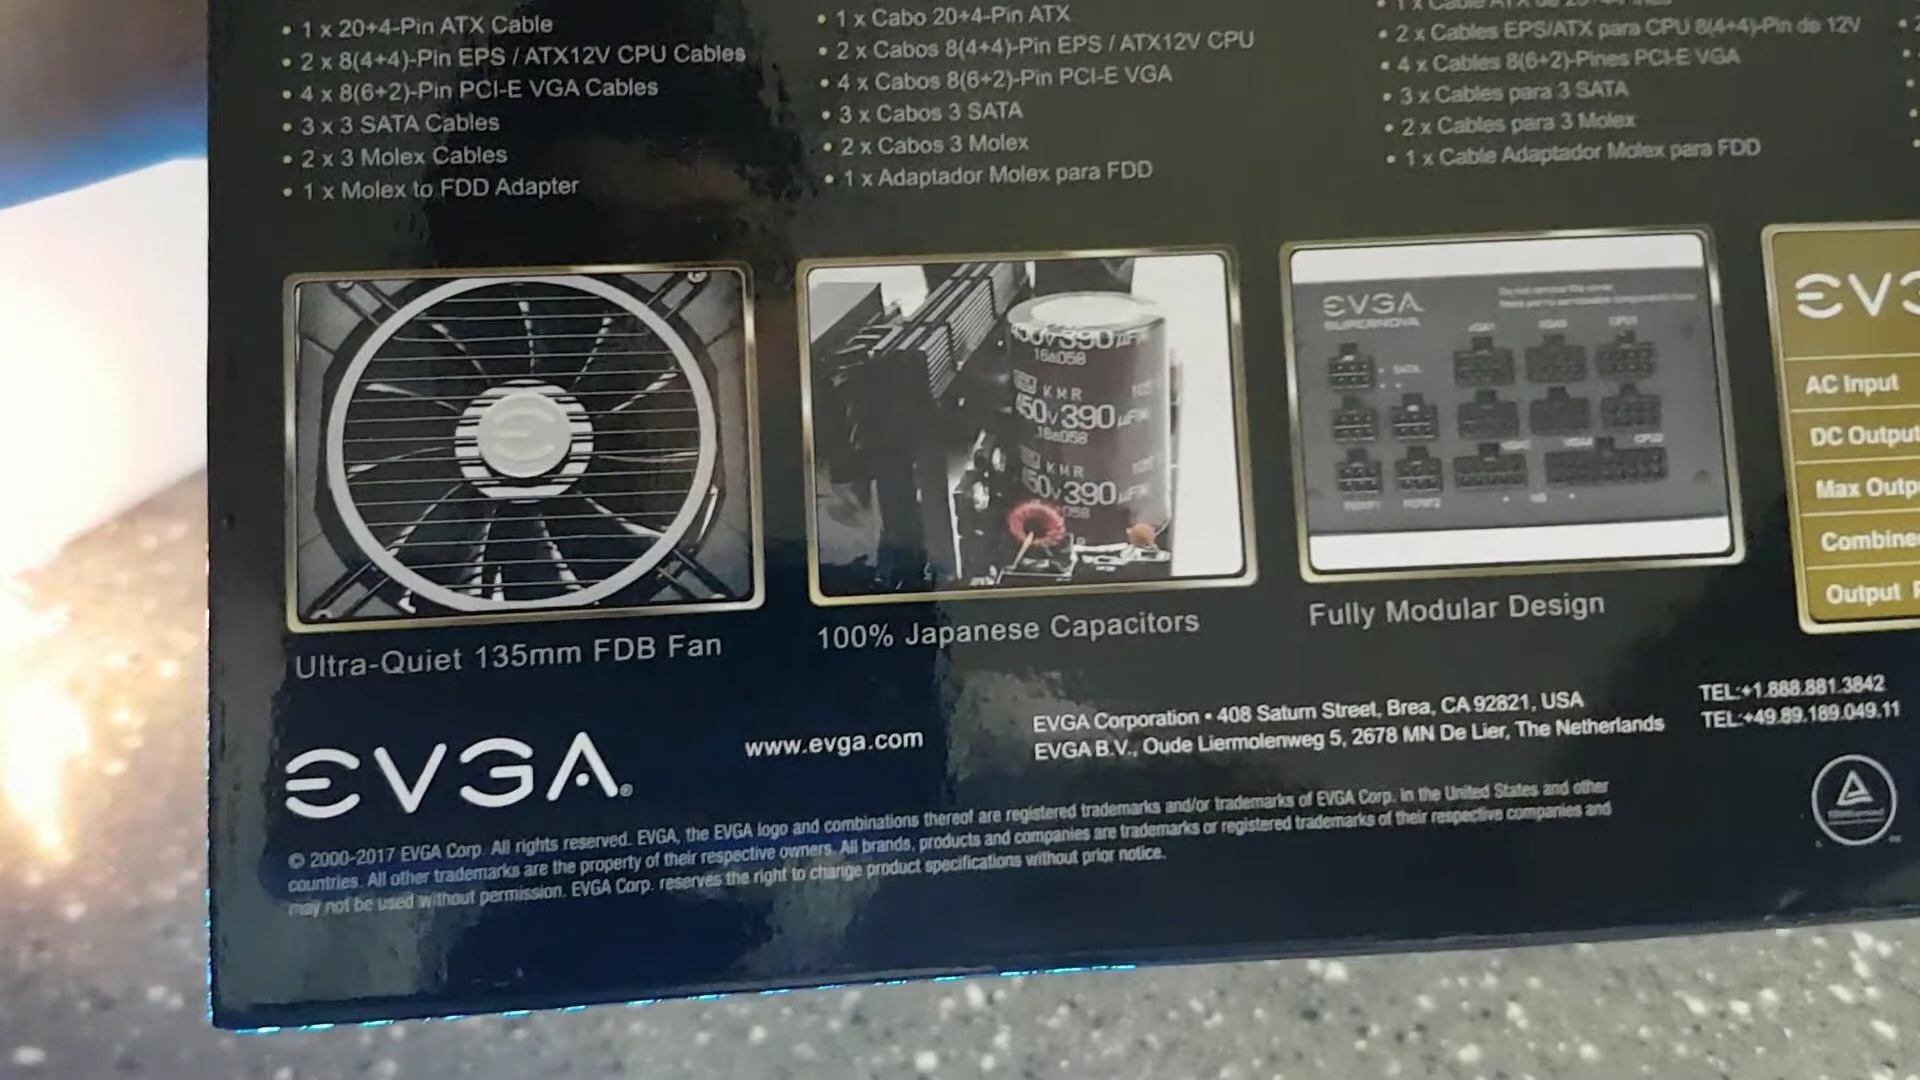 • 1 x 20+4-Pin ATX Cable
• 2 x 8(4+4)-Pin EPS / ATX12V CPU Cables
• 4 x 8(6+2)-Pin PCI-E VGA Cables
• 3 x 3 SATA Cables
• 2 x 3 Molex Cables
• 1 x Molex to FDD Adapter
• 1 x Cabo 20+4-Pin ATX
• 2 x Cabos 8(4+4)-Pin EPS / ATX12V CPU
• 4 x Cabos 8(6+2)-Pin PCI-E VGA
• 3 x Cabos 3 SATA
• 2 x Cabos 3 Molex
• 1 x Adaptador Molex para FDD
• 2 x Cables EPS/ATX para CPU 8(4+4)-Pin de 12V
• 4 x Cables 8(6+2)-Pines PCI-E VGA
• 3 x Cables para 3 SATA
• 2 x Cables para 3 Molex
• 1 x Cable Adaptador Molex para FDD
450V390µF
16a058
KMR 105
450V390µF
16a058
KMR 105
450V390µF
EVGA
SUPERNOVA
SATA
VGA1
CPU1
CPU2
AC Input
DC Output
Ultra-Quiet 135mm FDB Fan
100% Japanese Capacitors
Fully Modular Design
EVGA®
www.evga.com
EVGA Corporation • 408 Saturn Street, Brea, CA 92821, USA
EVGA B.V., Oude Liermolenweg 5, 2678 MN De Lier, The Netherlands
TEL:+1.888.881.3842
TEL:+49.89.189.049.11
© 2000-2017 EVGA Corp. All rights reserved. EVGA, the EVGA logo and combinations thereof are registered trademarks and/or trademarks of EVGA Corp. in the United States and other
countries. All other trademarks are the property of their respective owners. All brands, products and companies are trademarks or registered trademarks of their respective companies and
may not be used without permission. EVGA Corp. reserves the right to change product specifications without prior notice.